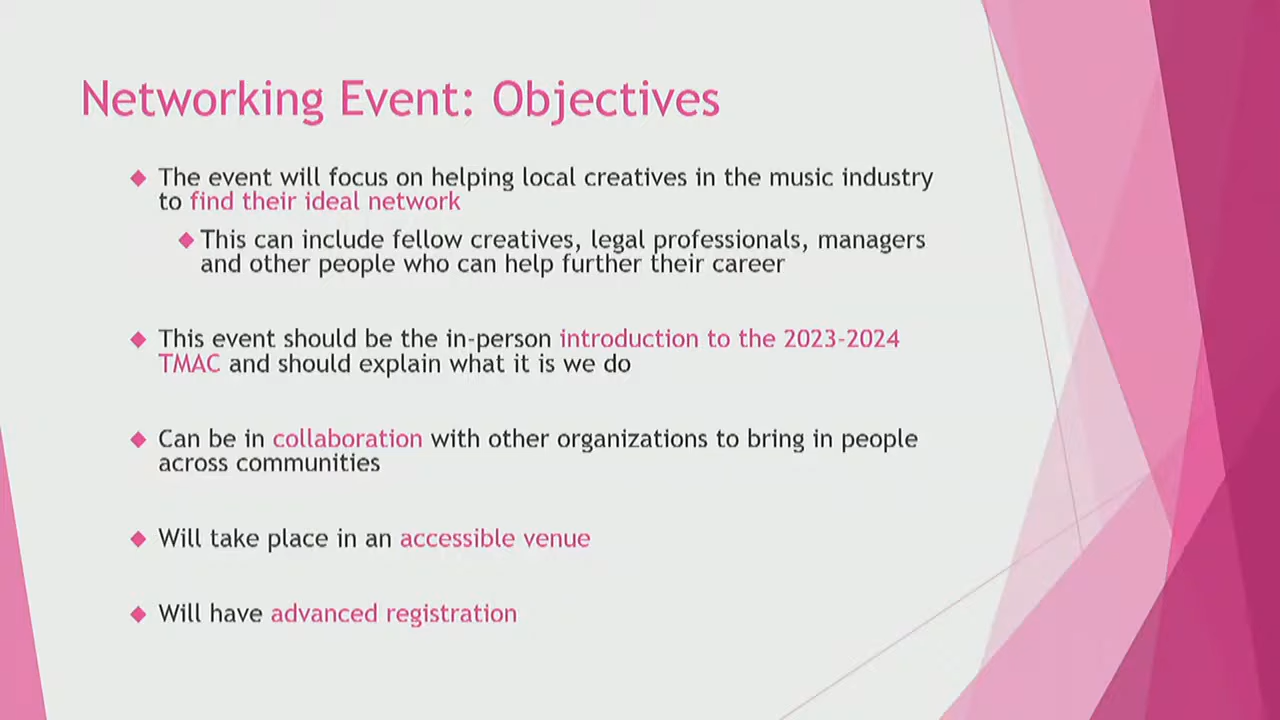 Networking Event: Objectives
The event will focus on helping local creatives in the music industry
to find their ideal network
This can include fellow creatives, legal professionals, managers
and other people who can help further their career
This event should be the in-person introduction to the 2023-2024
TMAC and should explain what it is we do
Can be in collaboration with other organizations to bring in people
across communities
Will take place in an accessible venue
Will have advanced registration